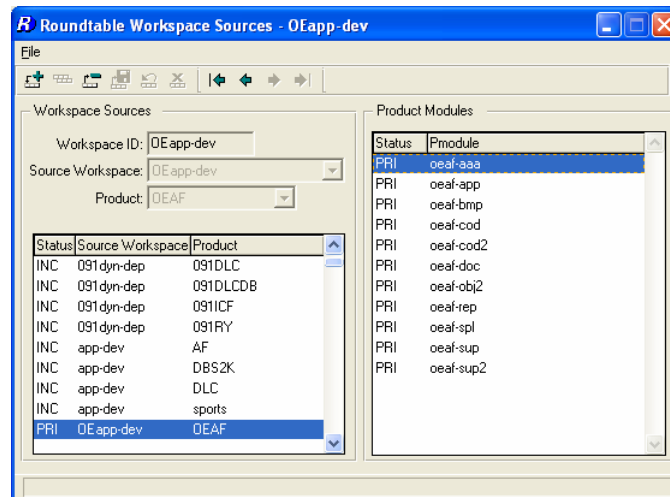 R Roundtable Workspace Sources - OEapp-dev
File
Workspace Sources
Workspace ID: OEapp-dev
Source Workspace: OEapp-dev
Product: OEAF
Status Source Workspace Product
INC 091dyn-dep 091DLC
INC 091dyn-dep 091DLCDB
INC 091dyn-dep 091ICF
INC 091dyn-dep 091RY
INC app-dev AF
INC app-dev DBS2K
INC app-dev DLC
INC app-dev sports
PRI OEapp-dev OEAF
Product Modules
Status Pmodule
PRI oeaf-aaa
PRI oeaf-app
PRI oeaf-bmp
PRI oeaf-cod
PRI oeaf-cod2
PRI oeaf-doc
PRI oeaf-obj2
PRI oeaf-rep
PRI oeaf-spl
PRI oeaf-sup
PRI oeaf-sup2